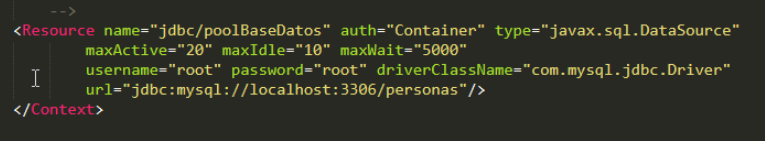 -->
<Resource name="jdbc/poolBaseDatos" auth="Container" type="javax.sql.DataSource"
maxActive="20" maxIdle="10" maxWait="5000"
username="root" password="root" driverClassName="com.mysql.jdbc.Driver"
url="jdbc:mysql://localhost:3306/personas"/>
</Context>